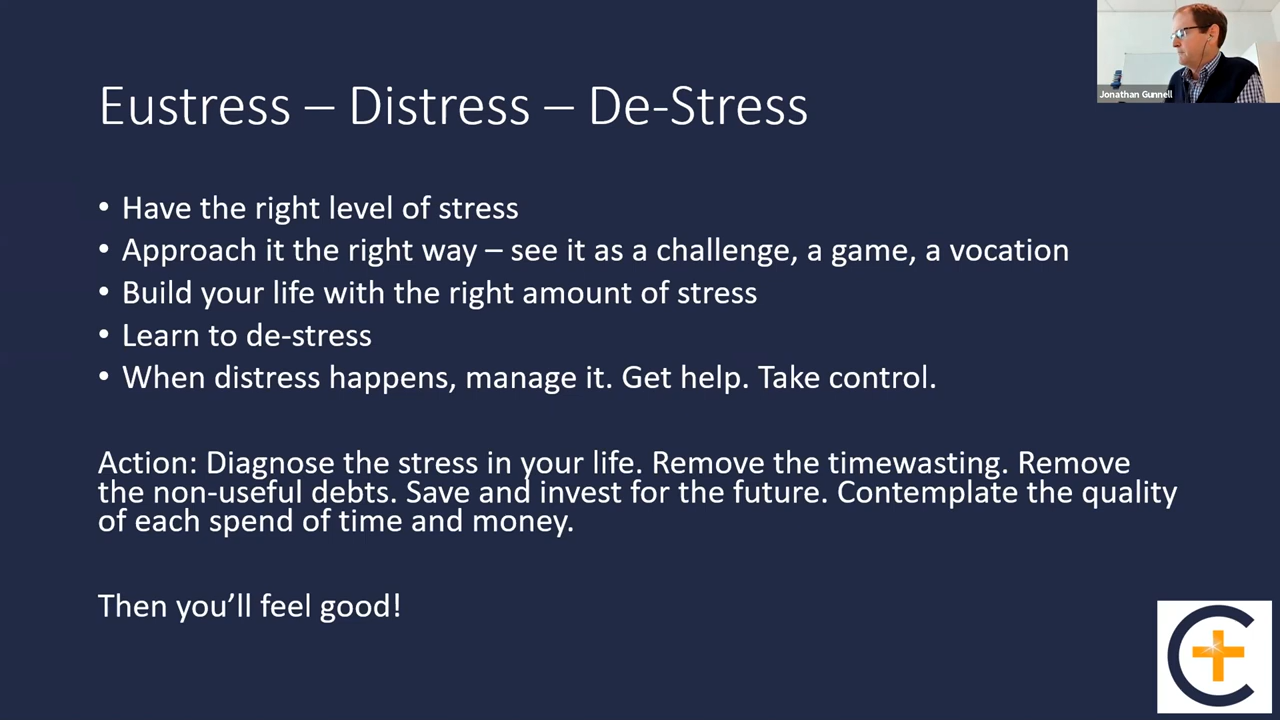 Jonathan Gunnell
Eustress – Distress – De-Stress
• Have the right level of stress
• Approach it the right way – see it as a challenge, a game, a vocation
• Build your life with the right amount of stress
• Learn to de-stress
• When distress happens, manage it. Get help. Take control.
Action: Diagnose the stress in your life. Remove the timewasting. Remove
the non-useful debts. Save and invest for the future. Contemplate the quality
of each spend of time and money.
Then you’ll feel good!